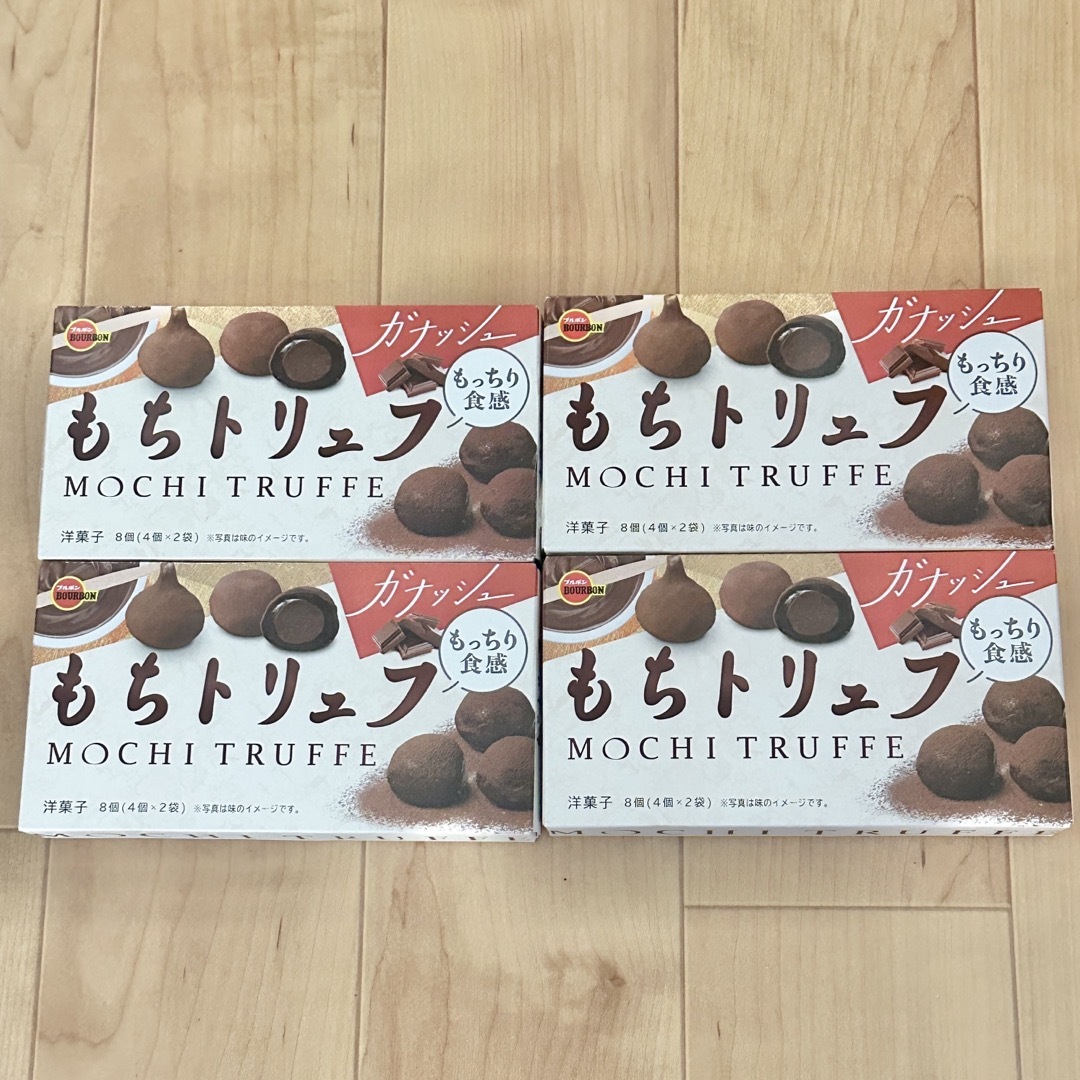 ブルボン
BOURBON
ガナッシュ
もっちり
食感
もちトリュフ
MOCHI TRUFFE
洋菓子 8個(4個×2袋) ※写真は味のイメージです。
ブルボン
BOURBON
ガナッシュ
もっちり
食感
もちトリュフ
MOCHI TRUFFE
洋菓子 8個(4個×2袋) ※写真は味のイメージです。
ブルボン
BOURBON
ガナッシュ
もっちり
食感
もちトリュフ
MOCHI TRUFFE
洋菓子 8個(4個×2袋) ※写真は味のイメージです。
MOCHI TRUFFE
ブルボン
BOURBON
ガナッシュ
もっちり
食感
もちトリュフ
MOCHI TRUFFE
洋菓子 8個(4個×2袋) ※写真は味のイメージです。
MOCHI TRUFFE